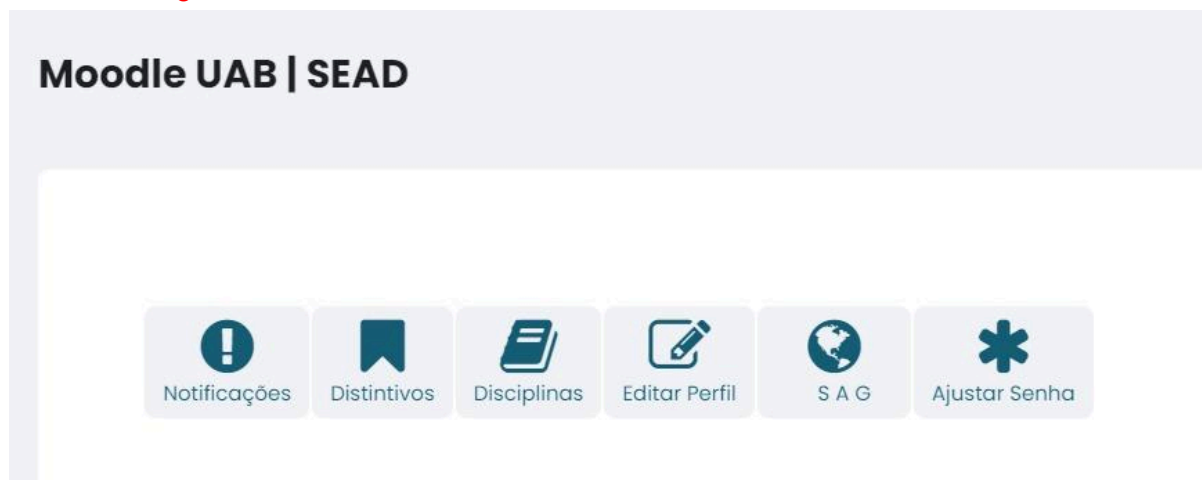 Moodle UAB | SEAD
Notificações Distintivos Disciplinas Editar Perfil S A G Ajustar Senha